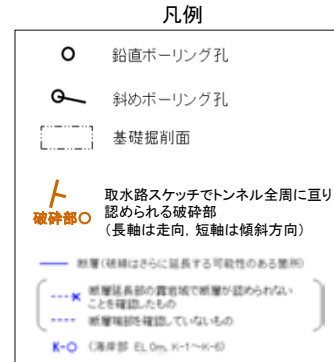 凡例
鉛直ボーリング孔
斜めボーリング孔
基礎掘削面
取水路スケッチでトンネル全周に亘り
破砕部○
認められる破砕部
(長軸は走向, 短軸は傾斜方向)
断層(破線はさらに延長する可能性のある箇所)
断層延長部の露岩域で断層が認められない
ことを確認したもの
断層端部を確認していないもの
K-○ (海岸部 EL.0m、K-1~K-6)